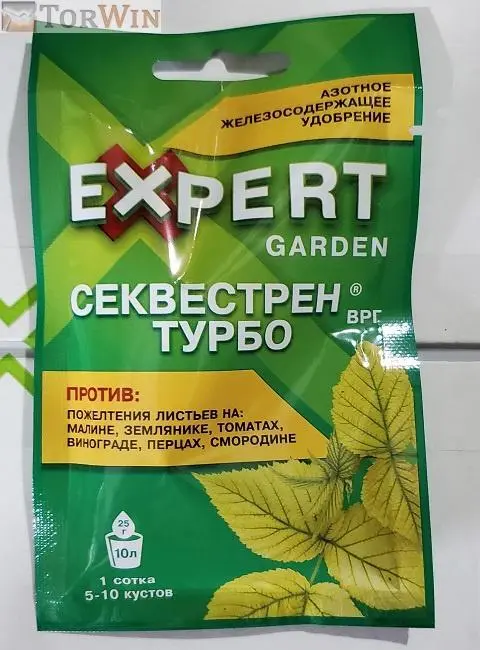 TorWin
АЗОТНОЕ
ЖЕЛЕЗОСОДЕРЖАЩЕЕ
УДОБРЕНИЕ
EXPERT
GARDEN
СЕКВЕСТРЕН ®
ТУРБО ВРГ
ПРОТИВ:
ПОЖЕЛТЕНИЯ ЛИСТЬЕВ НА:
МАЛИНЕ, ЗЕМЛЯНИКЕ, ТОМАТАХ,
ВИНОГРАДЕ, ПЕРЦАХ, СМОРОДИНЕ
25
г
10л
1 сотка
5-10 кустов